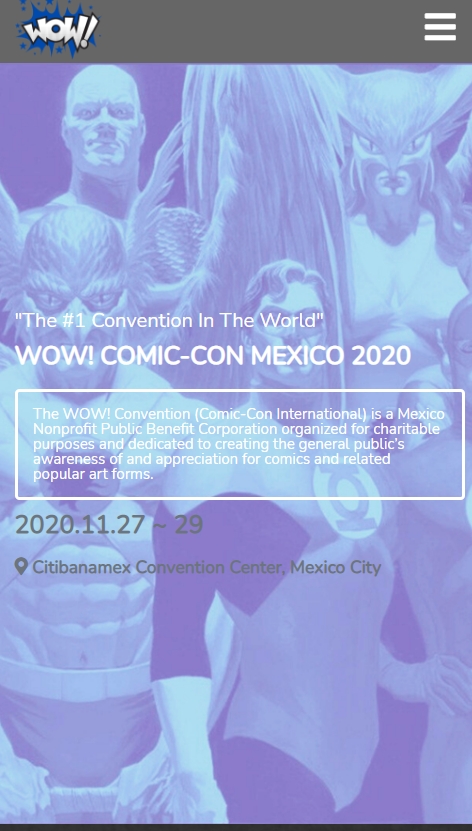 WOW!
"The #1 Convention In The World"
WOW! COMIC-CON MEXICO 2020
The WOW! Convention (Comic-Con International) is a Mexico
Nonprofit Public Benefit Corporation organized for charitable
purposes and dedicated to creating the general public's
awareness of and appreciation for comics and related
popular art forms.
2020.11.27 ~ 29
Citibanamex Convention Center, Mexico City